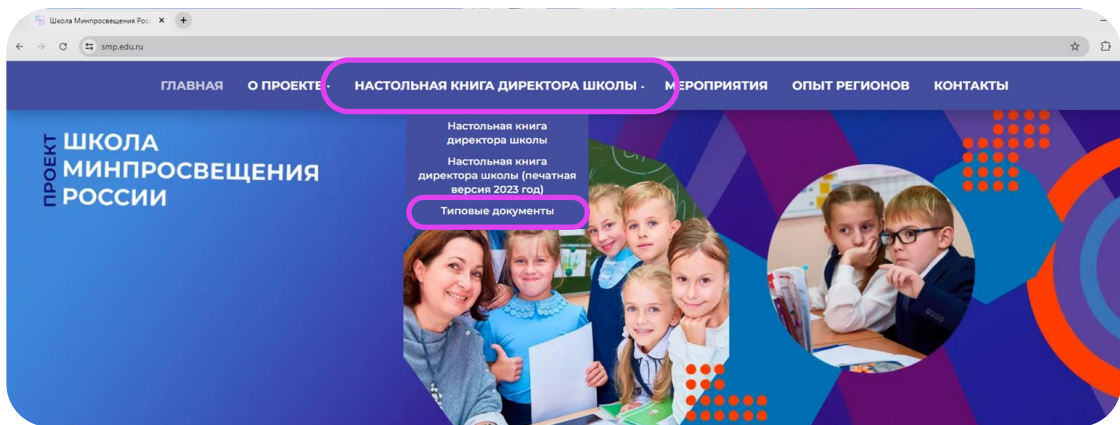 Школа Минпросвещения Рос
smp.edu.ru
ГЛАВНАЯ О ПРОЕКТЕ НАСТОЛЬНАЯ КНИГА ДИРЕКТОРА ШКОЛЫ МЕРОПРИЯТИЯ ОПЫТ РЕГИОНОВ КОНТАКТЫ
ПРОЕКТ
ШКОЛА
МИНПРОСВЕЩЕНИЯ
РОССИИ
Настольная книга
директора школы
Настольная книга
директора школы (печатная
версия 2023 год)
Типовые документы